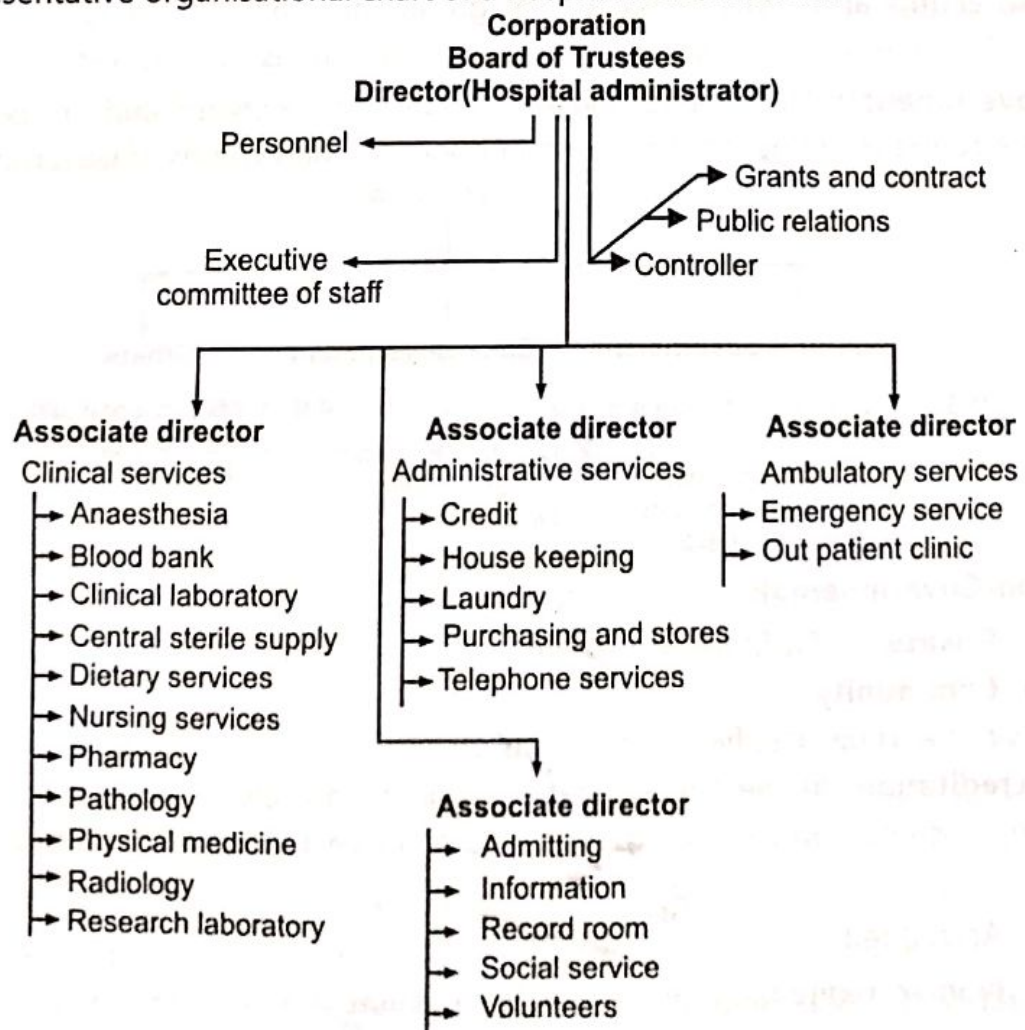 Corporation
Board of Trustees
Director(Hospital administrator)
Personnel
Grants and contract
Public relations
Executive
committee of staff
Controller
Associate director
Clinical services
Anaesthesia
Blood bank
Clinical laboratory
Central sterile supply
Dietary services
Nursing services
Pharmacy
Pathology
Physical medicine
Radiology
Research laboratory
Associate director
Administrative services
Credit
House keeping
Laundry
Purchasing and stores
Telephone services
Associate director
Ambulatory services
Emergency service
Out patient clinic
Associate director
Admitting
Information
Record room
Social service
Volunteers